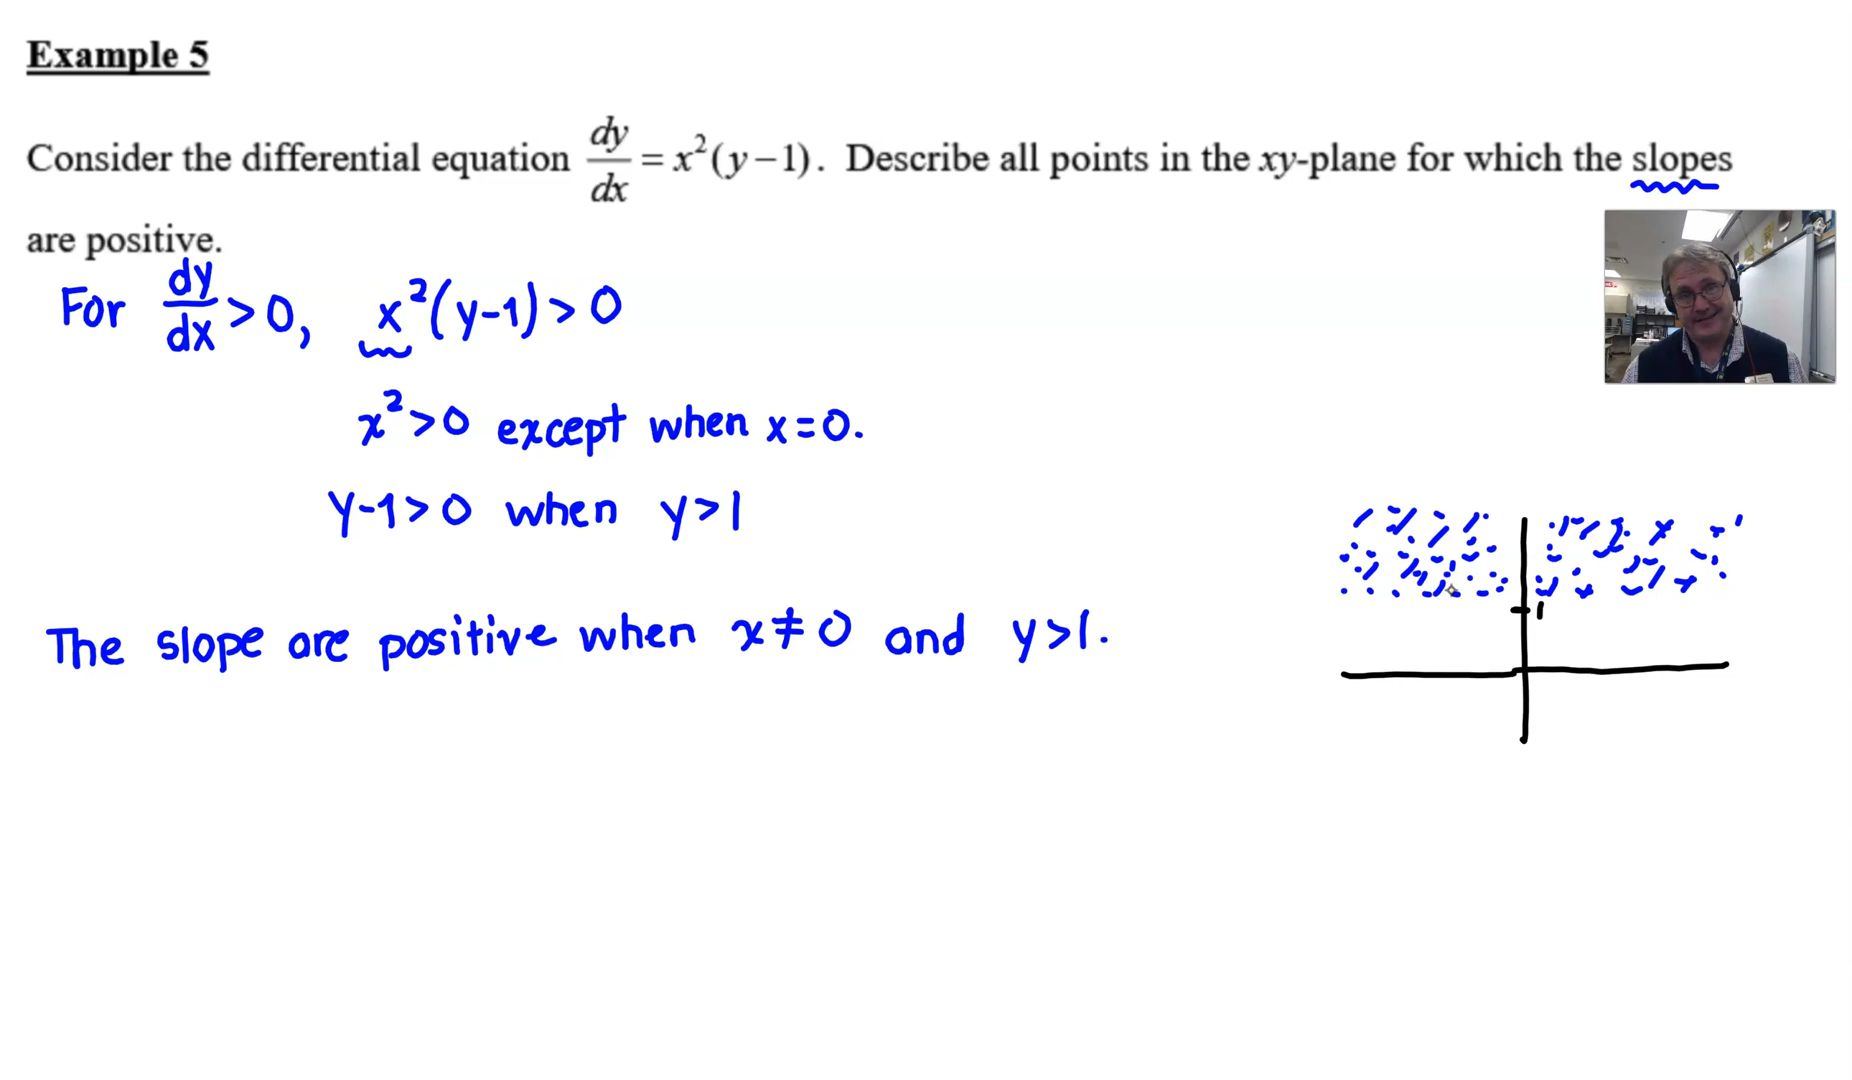 Example 5
Consider the differential equation dy/dx = x²(y−1). Describe all points in the xy-plane for which the slopes
are positive.
For dy/dx > 0, x²(y-1) > 0
x² > 0 except when x = 0.
y-1 > 0 when y > 1
1
The slope are positive when x ≠ 0 and y > 1.